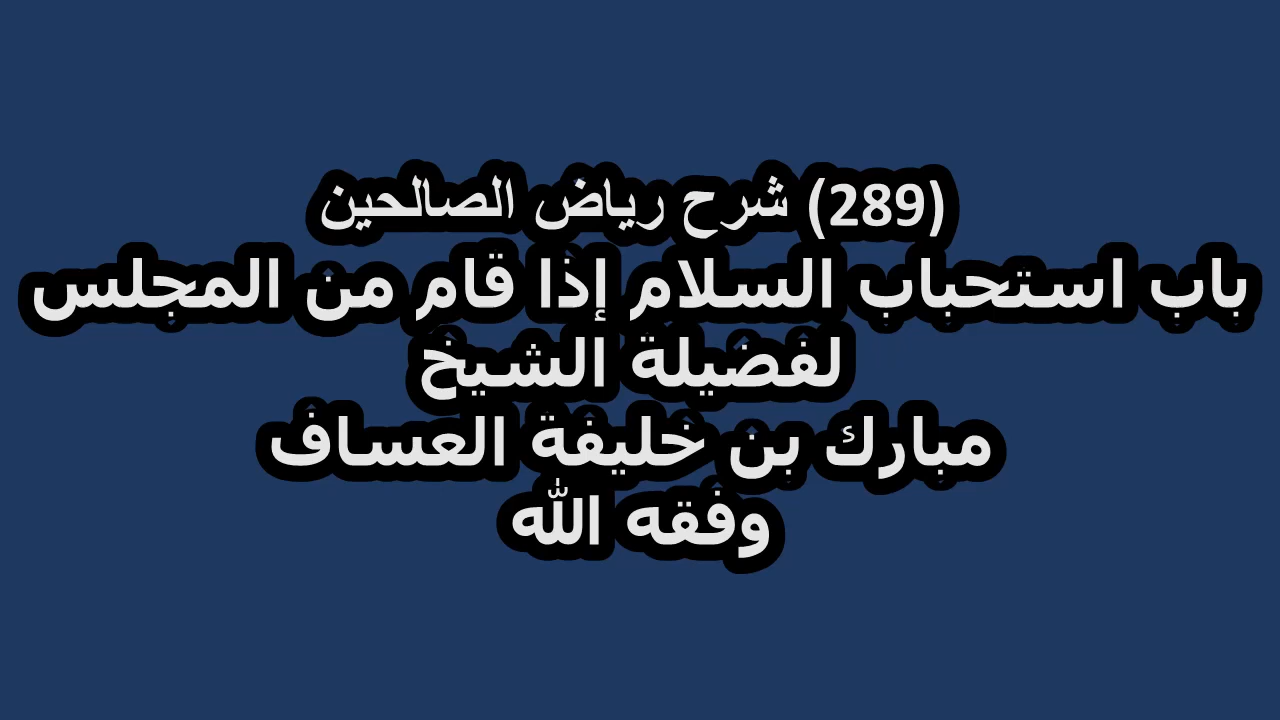 (289) شرح رياض الصالحين
باب استحباب السلام إذا قام من المجلس
لفضيلة الشيخ
مبارك بن خليفة العساف
وفقه الله